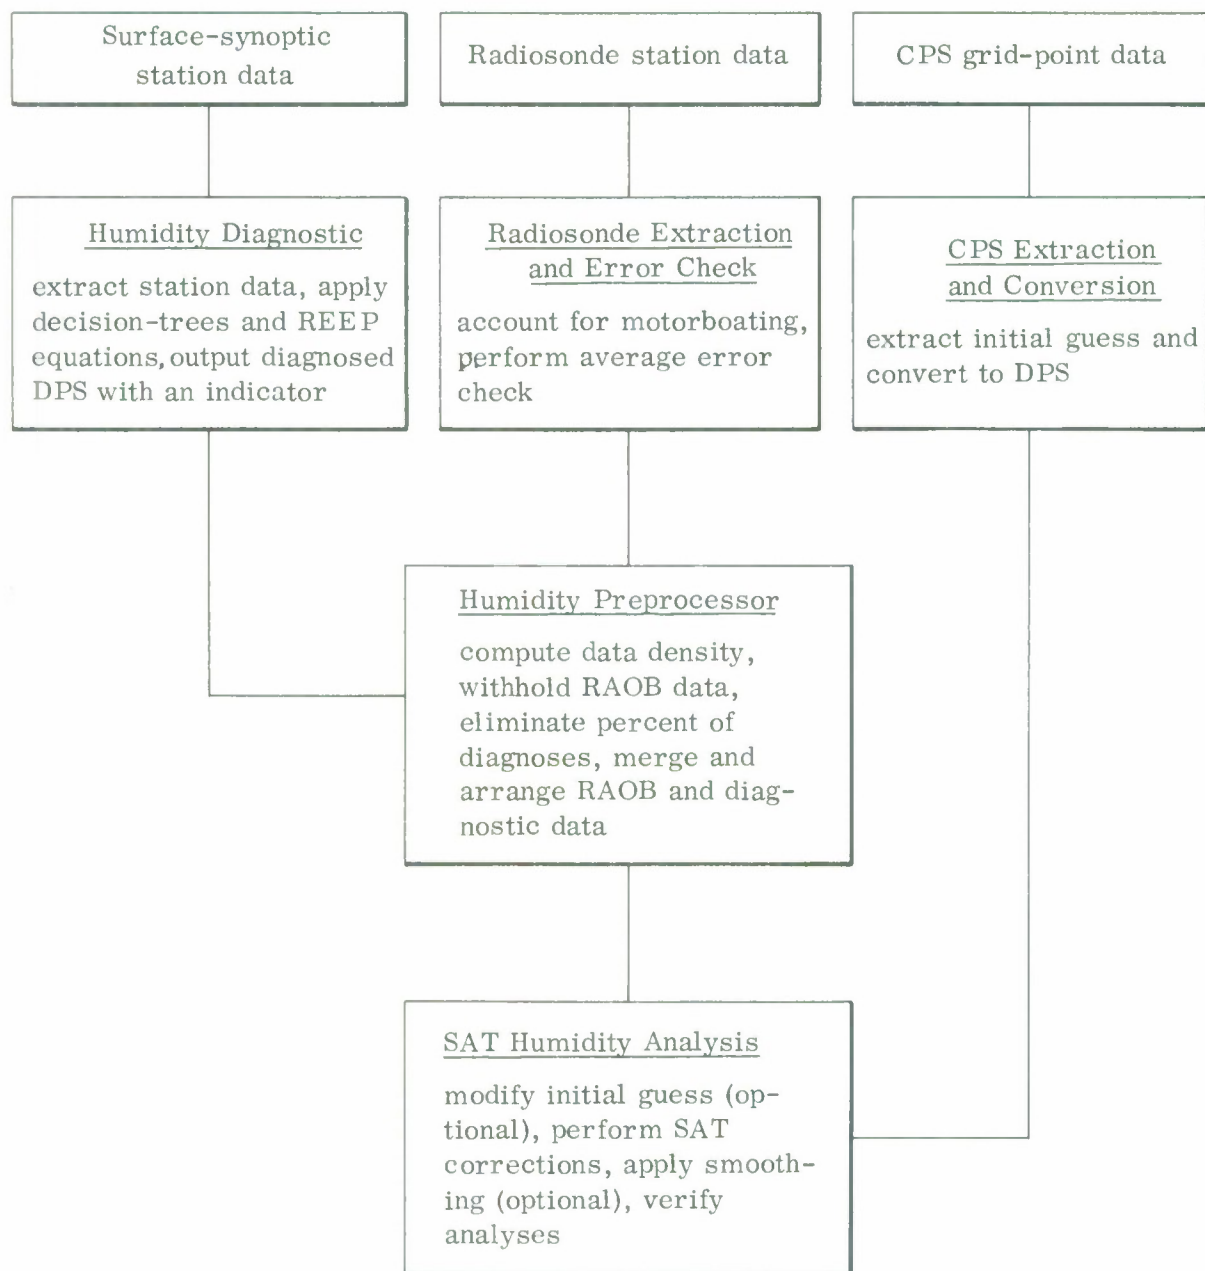 Surface-synoptic
station data
Radiosonde station data
CPS grid-point data
Humidity Diagnostic
extract station data, apply
decision-trees and REEP
equations, output diagnosed
DPS with an indicator
Radiosonde Extraction
and Error Check
account for motorboating,
perform average error
check
CPS Extraction
and Conversion
extract initial guess and
convert to DPS
Humidity Preprocessor
compute data density,
withhold RAOB data,
eliminate percent of
diagnoses, merge and
arrange RAOB and diag-
nostic data
SAT Humidity Analysis
modify initial guess (op-
tional), perform SAT
corrections, apply smooth-
ing (optional), verify
analyses